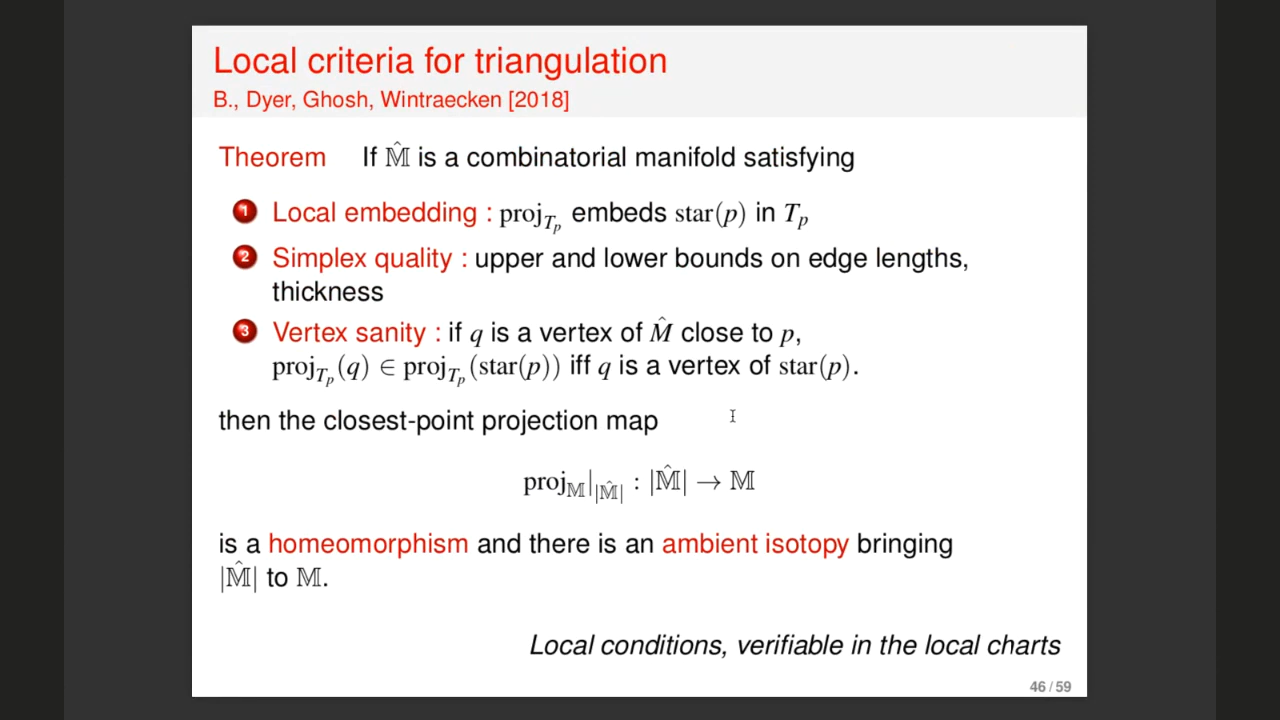 Local criteria for triangulation
B., Dyer, Ghosh, Wintraecken [2018]
Theorem If 𝕄̂ is a combinatorial manifold satisfying
1 Local embedding : proj_{T_p} embeds star(p) in T_p
2 Simplex quality : upper and lower bounds on edge lengths,
thickness
3 Vertex sanity : if q is a vertex of M̂ close to p,
proj_{T_p}(q) ∈ proj_{T_p}(star(p)) iff q is a vertex of star(p).
then the closest-point projection map
proj_𝕄|_{|𝕄̂|} : |𝕄̂| → 𝕄
is a homeomorphism and there is an ambient isotopy bringing
|𝕄̂| to 𝕄.
Local conditions, verifiable in the local charts
46 / 59